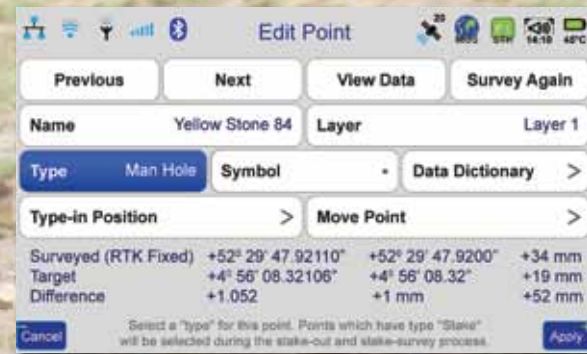 Edit Point
20
14:10
40°C
Previous Next View Data Survey Again
Name Yellow Stone 84 Layer Layer 1
Type Man Hole Symbol - Data Dictionary >
Type-in Position > Move Point >
Surveyed (RTK Fixed) +52° 29' 47.92110" +52° 29' 47.9200" +34 mm
Target +4° 56' 08.32106" +4° 56' 08.32" +19 mm
Difference +1.052 +1 mm +52 mm
Select a "type" for this point. Points which have type "Stake"
will be selected during the stake-out and stake-survey process.
Cancel Apply